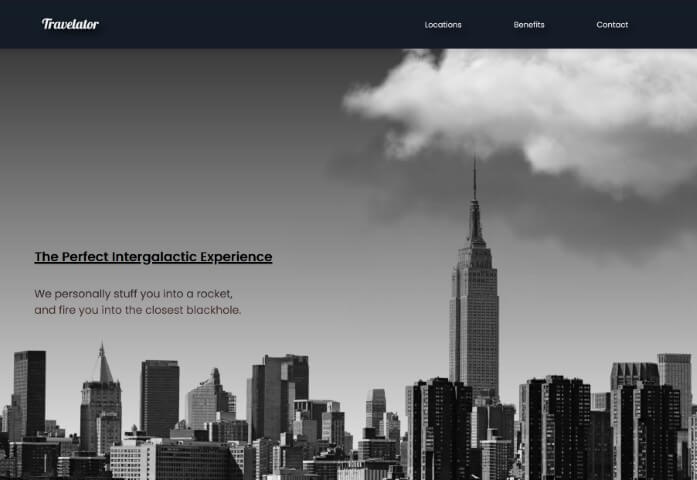 Travelator
Locations
Benefits
Contact
The Perfect Intergalactic Experience
We personally stuff you into a rocket,
and fire you into the closest blackhole.